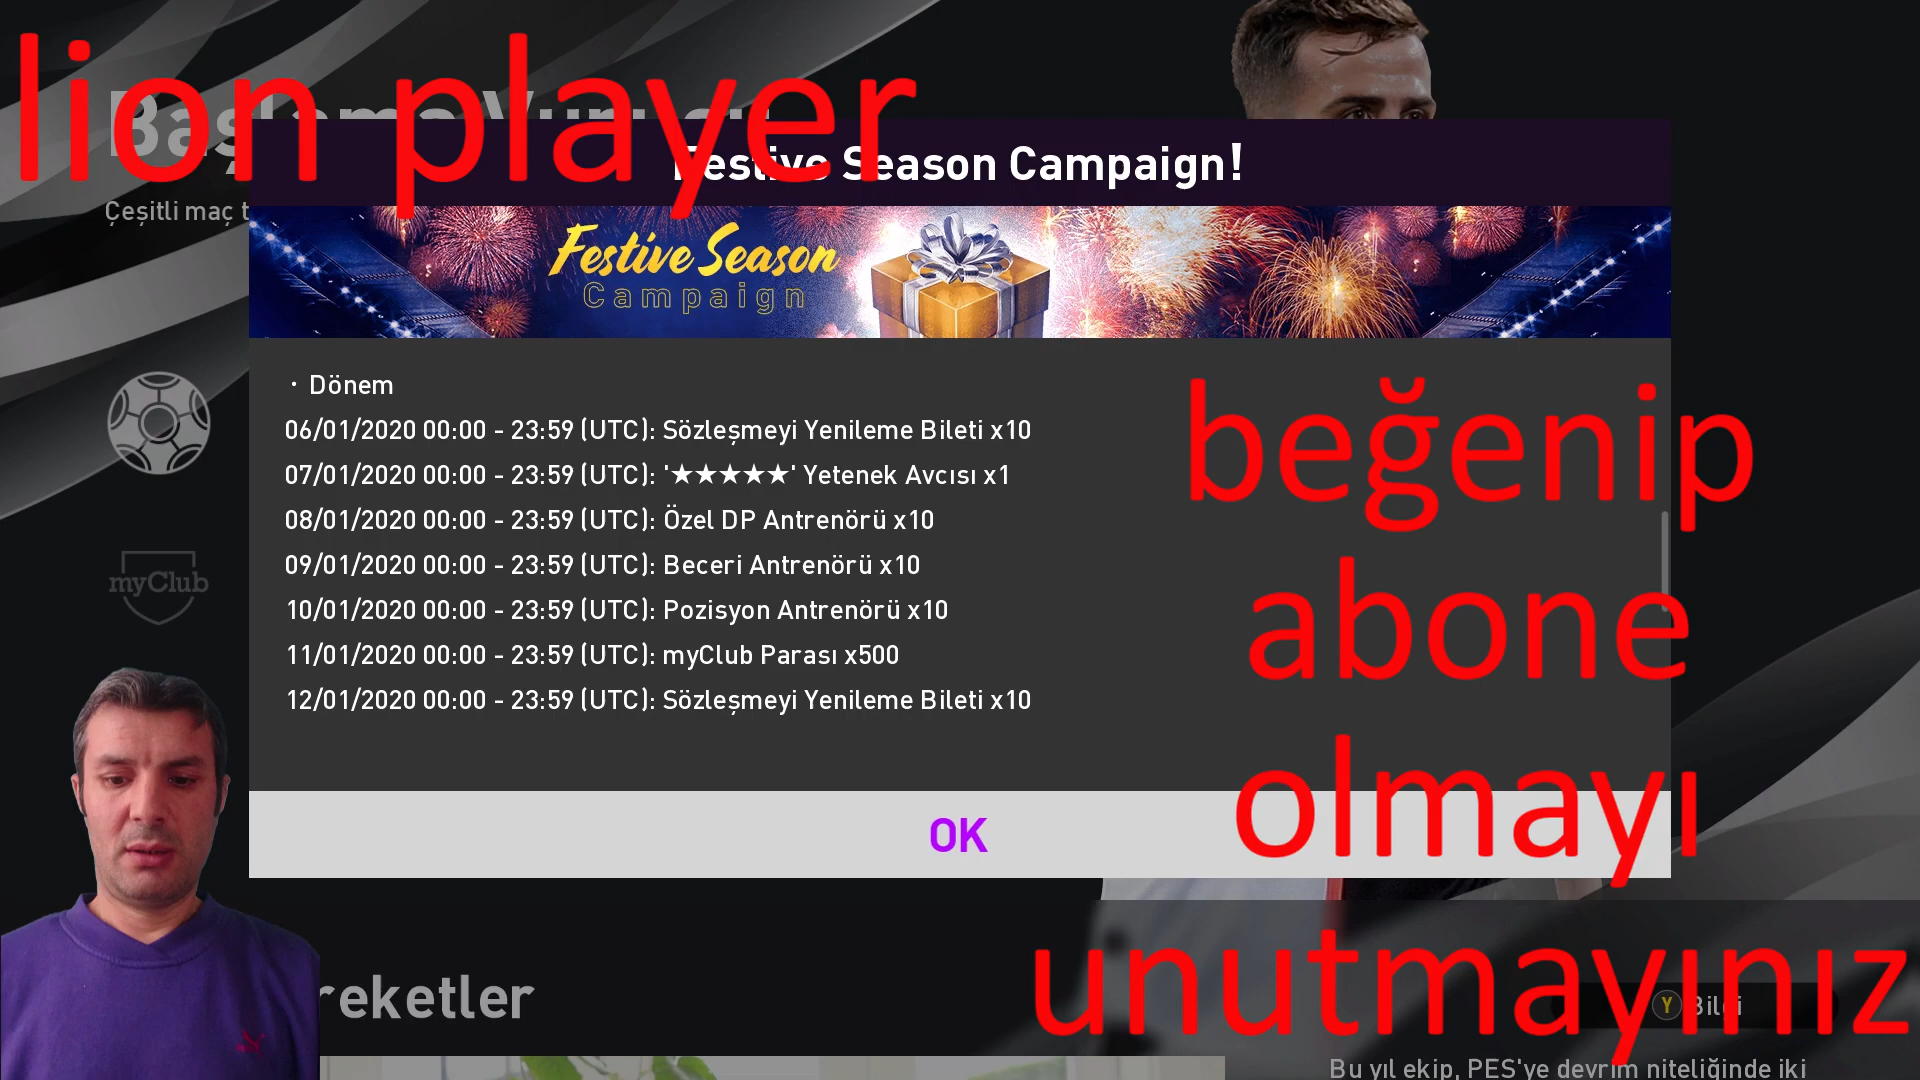 lion player
Çeşitli maç t
Festive Season Campaign!
Festive Season
Campaign
· Dönem
06/01/2020 00:00 - 23:59 (UTC): Sözleşmeyi Yenileme Bileti x10
07/01/2020 00:00 - 23:59 (UTC): '★★★★★' Yetenek Avcısı x1
08/01/2020 00:00 - 23:59 (UTC): Özel DP Antrenörü x10
09/01/2020 00:00 - 23:59 (UTC): Beceri Antrenörü x10
10/01/2020 00:00 - 23:59 (UTC): Pozisyon Antrenörü x10
11/01/2020 00:00 - 23:59 (UTC): myClub Parası x500
12/01/2020 00:00 - 23:59 (UTC): Sözleşmeyi Yenileme Bileti x10
myClub
beğenip
abone
olmayı
unutmayınız
OK
reketler
Y Bilgi
Bu yıl ekip, PES'ye devrim niteliğinde iki